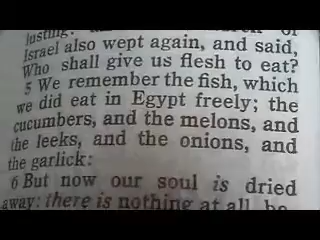 lusting: 
Israel also wept again, and said,
Who shall give us flesh to eat?
5 We remember the fish, which
we did eat in Egypt freely; the
cucumbers, and the melons, and
the leeks, and the onions, and
the garlick:
6 But now our soul is dried
away: there is nothing at all, be